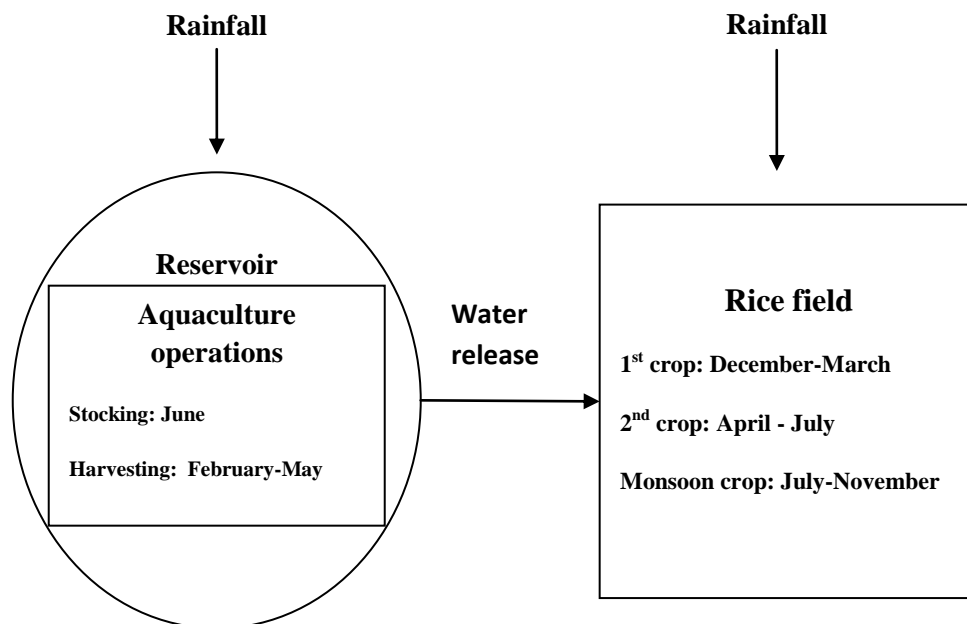 Rainfall
Rainfall
Reservoir
Aquaculture
operations
Stocking: June
Harvesting: February-May
Water
release
Rice field
1st crop: December-March
2nd crop: April - July
Monsoon crop: July-November